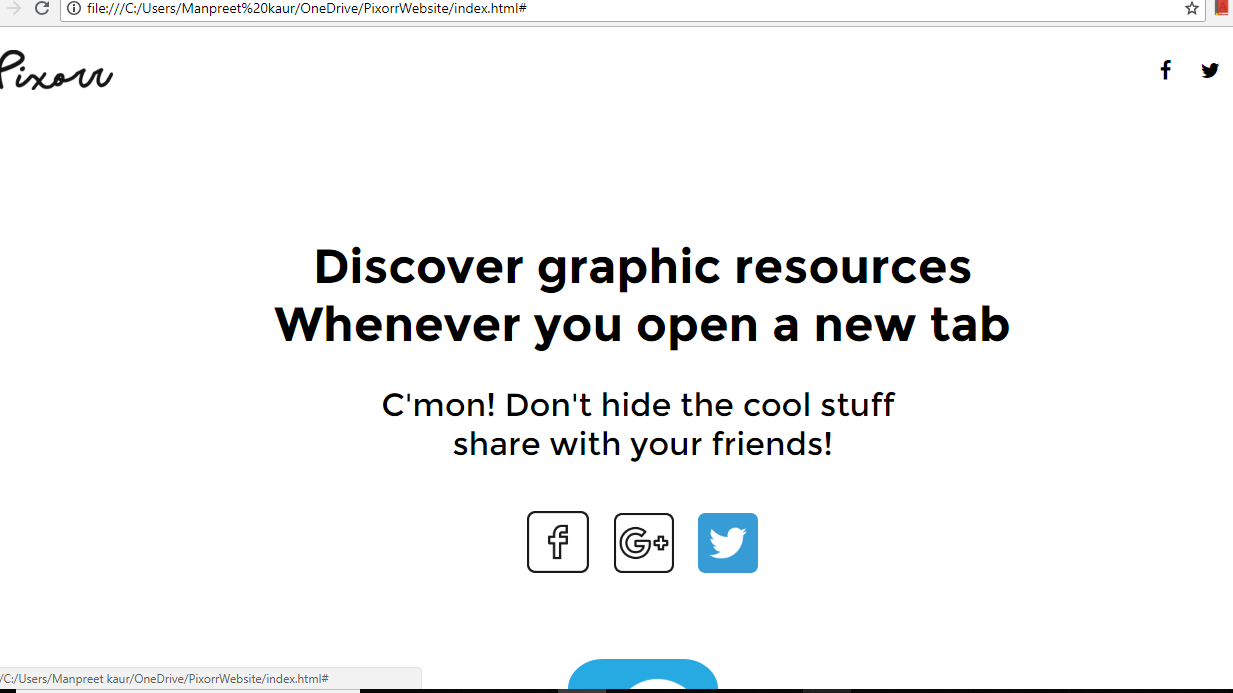 file:///C:/Users/Manpreet%20kaur/OneDrive/PixorrWebsite/index.html#
Pixorr
Discover graphic resources
Whenever you open a new tab
C'mon! Don't hide the cool stuff
share with your friends!
G+
/C:/Users/Manpreet kaur/OneDrive/PixorrWebsite/index.html#